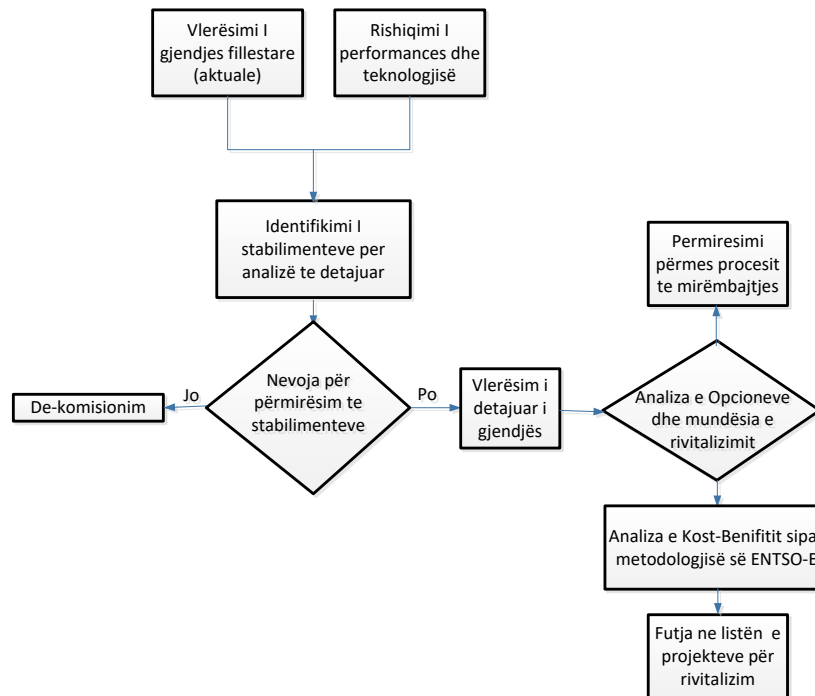 Vlerësimi I
gjendjes fillestare
(aktuale)
Rishiqimi I
performances dhe
teknologjisë
Identifikimi I
stabilimenteve per
analizë te detajuar
Permiresimi
përmes procesit
te mirëmbajtjes
De-komisionim
Jo
Nevoja për
përmirësim te
stabilimenteve
Po
Vlerësim i
detajuar i
gjendjës
Analiza e Opcioneve
dhe mundësia e
rivitalizimit
Analiza e Kost-Benifitit sipa
metodologjisë së ENTSO-E
Futja ne listën e
projekteve për
rivitalizim